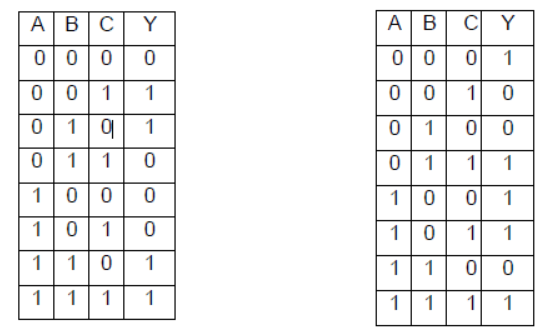 A B C Y
0 0 0 0
0 0 1 1
0 1 0 1
0 1 1 0
1 0 0 0
1 0 1 0
1 1 0 1
1 1 1 1
A B C Y
0 0 0 1
0 0 1 0
0 1 0 0
0 1 1 1
1 0 0 1
1 0 1 1
1 1 0 0
1 1 1 1